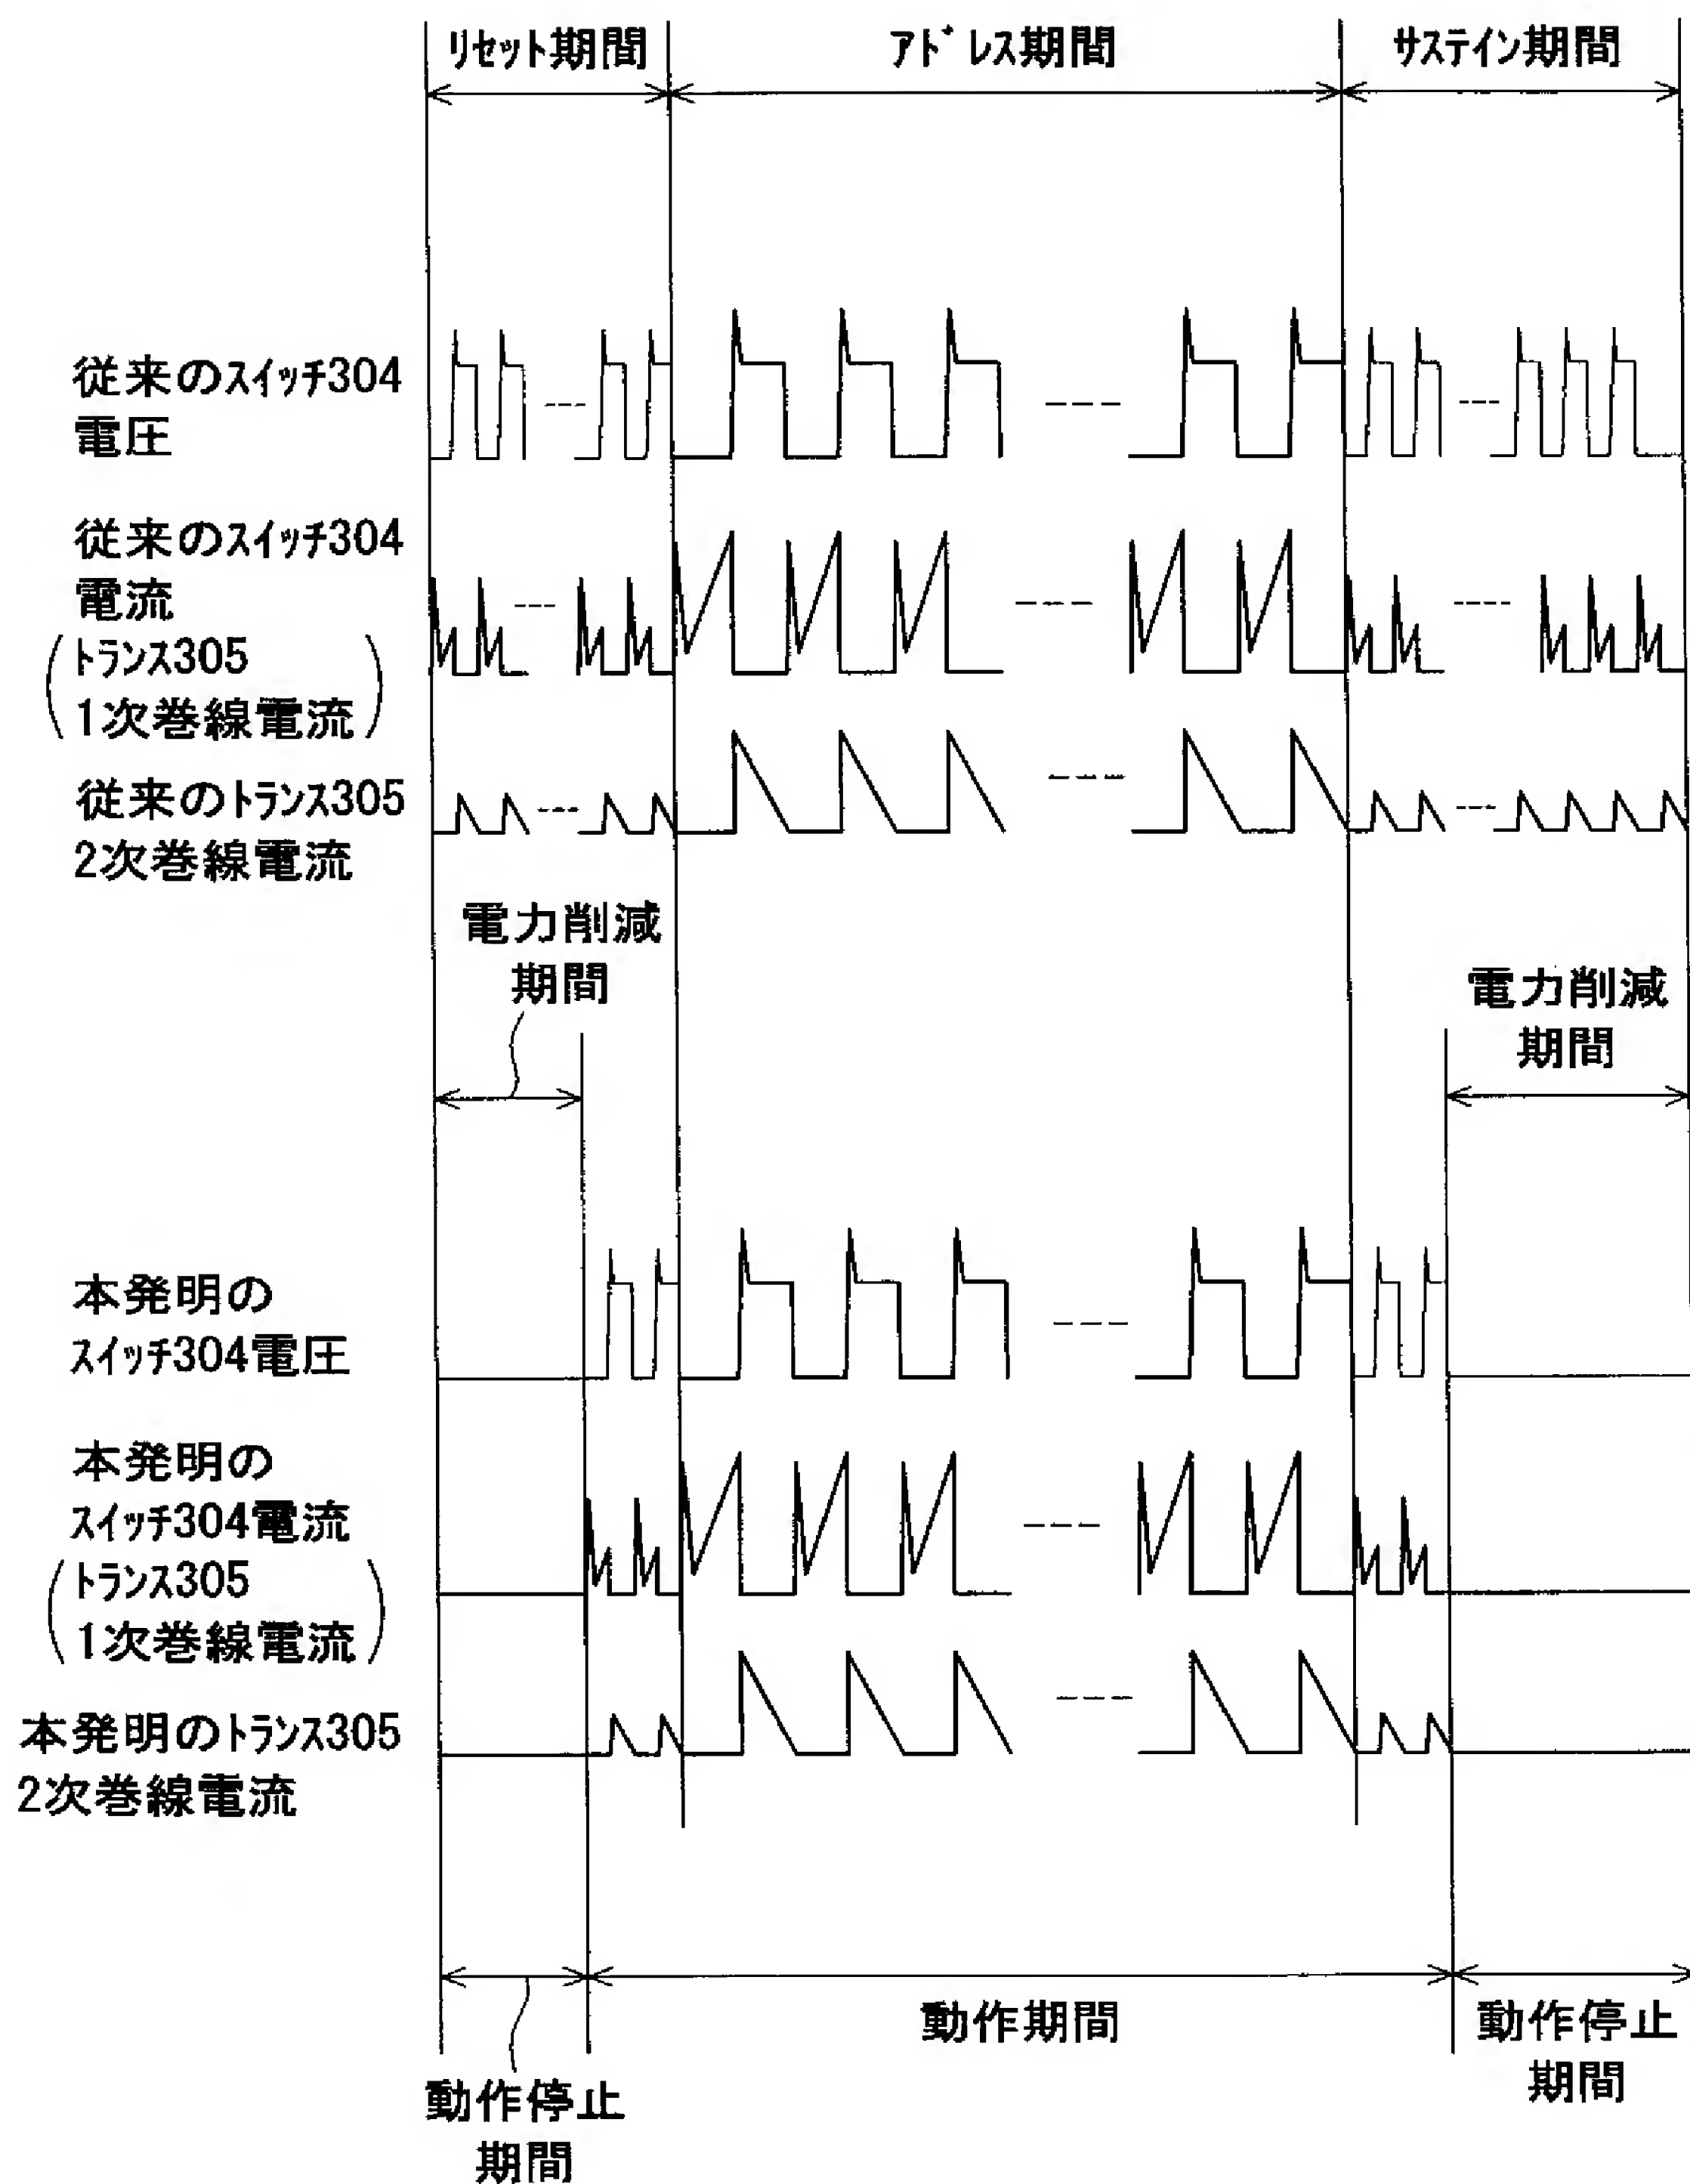 リセット期間
アドレス期間
サステイン期間
従来のスイッチ304
電圧
従来のスイッチ304
電流
(トランス305
1次巻線電流)
従来のトランス305
2次巻線電流
電力削減
期間
電力削減
期間
本発明の
スイッチ304電圧
本発明の
スイッチ304電流
(トランス305
1次巻線電流)
本発明のトランス305
2次巻線電流
動作期間
動作停止
期間
動作停止
期間